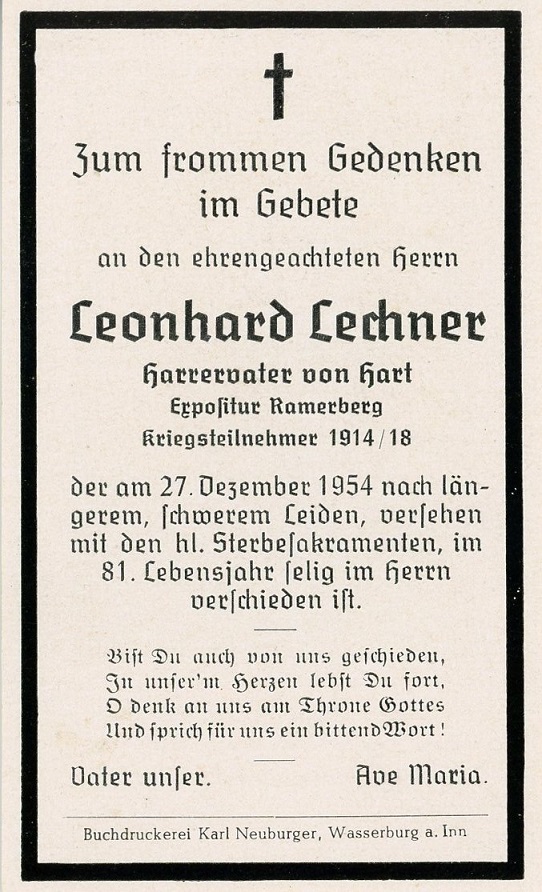 Zum frommen Gedenken
im Gebete
an den ehrengeachteten Herrn
Leonhard Lechner
Harrervater von Hart
Expositur Ramerberg
Kriegsteilnehmer 1914/18
der am 27. Dezember 1954 nach län-
gerem, schwerem Leiden, versehen
mit den hl. Sterbesakramenten, im
81. Lebensjahr selig im Herrn
verschieden ist.
Bist Du auch von uns geschieden,
In unser'm Herzen lebst Du fort,
O denk an uns am Throne Gottes
Und sprich für uns ein bittend Wort!
Vater unser. Ave Maria.
Buchdruckerei Karl Neuburger, Wasserburg a. Inn